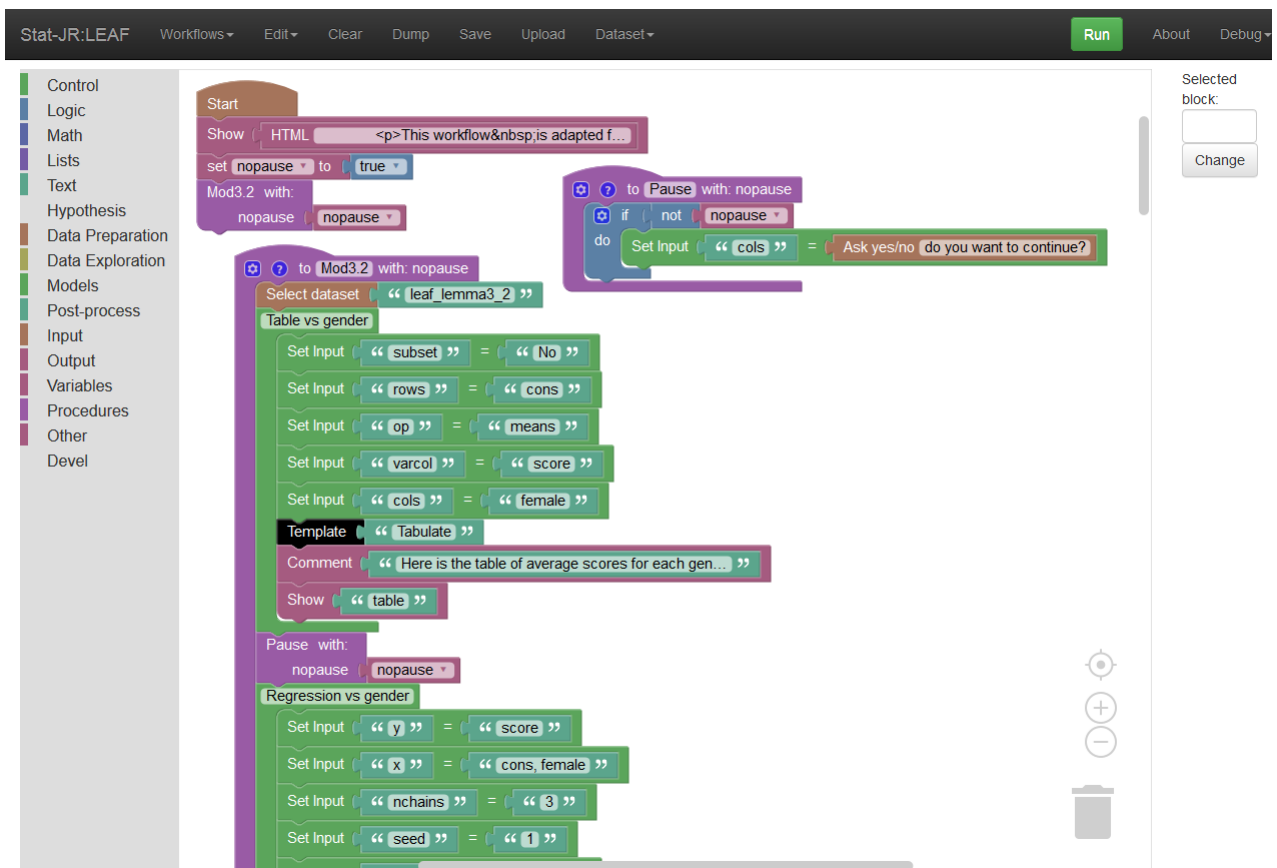 Stat-JR:LEAF Workflows Edit Clear Dump Save Upload Dataset Run About Debug
Control
Logic
Math
Lists
Text
Hypothesis
Data Preparation
Data Exploration
Models
Post-process
Input
Output
Variables
Procedures
Other
Devel
Start
Show HTML <p>This workflow&nbsp;is adapted f...
set nopause to true
Mod3.2 with:
nopause nopause
? to Pause with: nopause
if not nopause
do Set Input “ cols ” = Ask yes/no do you want to continue?
? to Mod3.2 with: nopause
Select dataset “ leaf_lemma3_2 ”
Table vs gender
Set Input “ subset ” = “ No ”
Set Input “ rows ” = “ cons ”
Set Input “ op ” = “ means ”
Set Input “ varcol ” = “ score ”
Set Input “ cols ” = “ female ”
Template “ Tabulate ”
Comment “ Here is the table of average scores for each gen... ”
Show “ table ”
Pause with:
nopause nopause
Regression vs gender
Set Input “ y ” = “ score ”
Set Input “ x ” = “ cons, female ”
Set Input “ nchains ” = “ 3 ”
Set Input “ seed ” = “ 1 ”
Selected
block:
Change